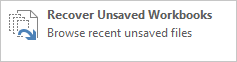 Recover Unsaved Workbooks
Browse recent unsaved files